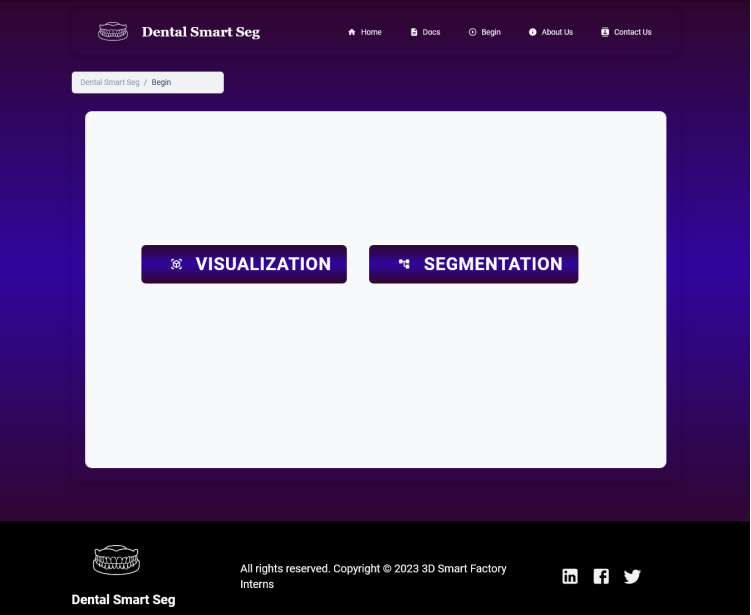 Dental Smart Seg
Home
Docs
Begin
About Us
Contact Us
Dental Smart Seg / Begin
VISUALIZATION
SEGMENTATION
Dental Smart Seg
All rights reserved. Copyright © 2023 3D Smart Factory
Interns